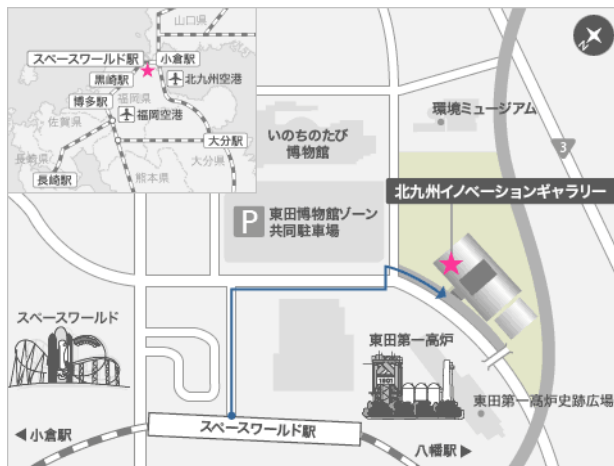 山口県
スペースワールド駅
小倉駅
黒崎駅
北九州空港
博多駅
福岡県
福岡空港
佐賀県
大分駅
長崎県
大分県
長崎駅
熊本県
N
3
環境ミュージアム
いのちのたび
博物館
北九州イノベーションギャラリー
P
東田博物館ゾーン
共同駐車場
スペースワールド
東田第一高炉
1901
東田第一高炉史跡広場
スペースワールド駅
小倉駅
八幡駅